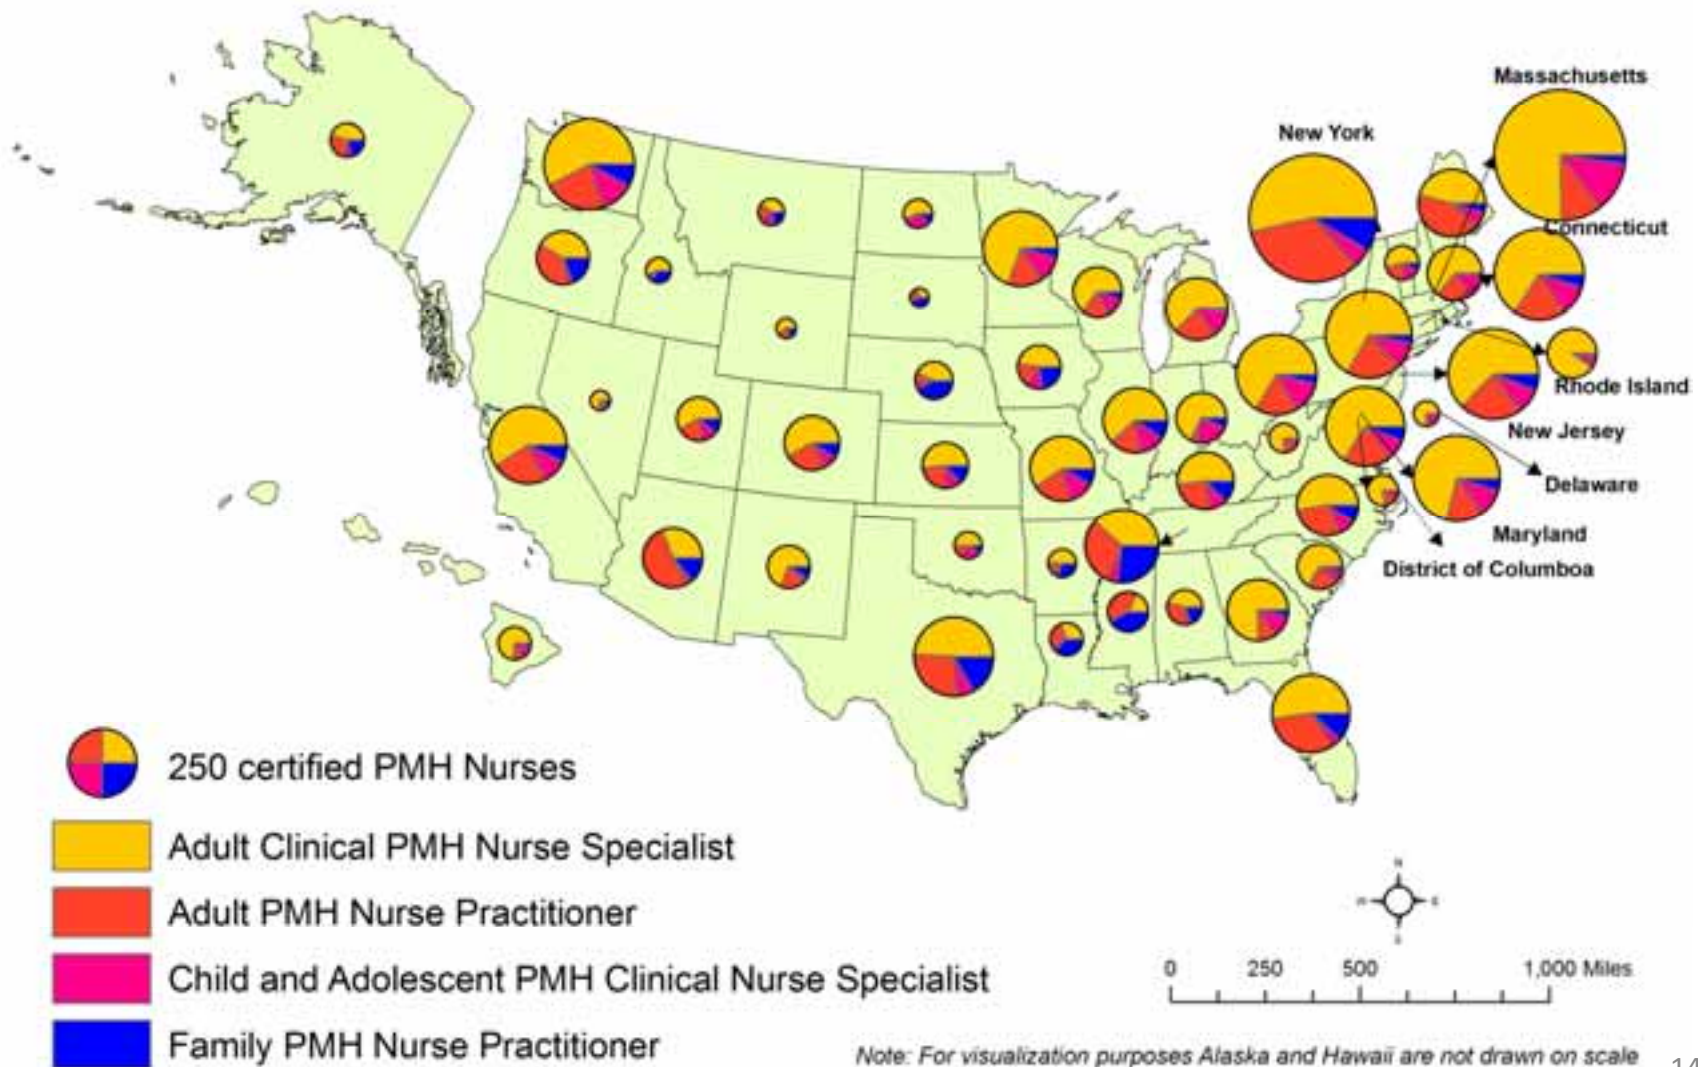 Massachusetts
New York
Connecticut
Rhode Island
New Jersey
Delaware
Maryland
District of Columboa
250 certified PMH Nurses
Adult Clinical PMH Nurse Specialist
Adult PMH Nurse Practitioner
Child and Adolescent PMH Clinical Nurse Specialist
Family PMH Nurse Practitioner
N
E
S
0 250 500 1,000 Miles
Note: For visualization purposes Alaska and Hawaii are not drawn on scale
14